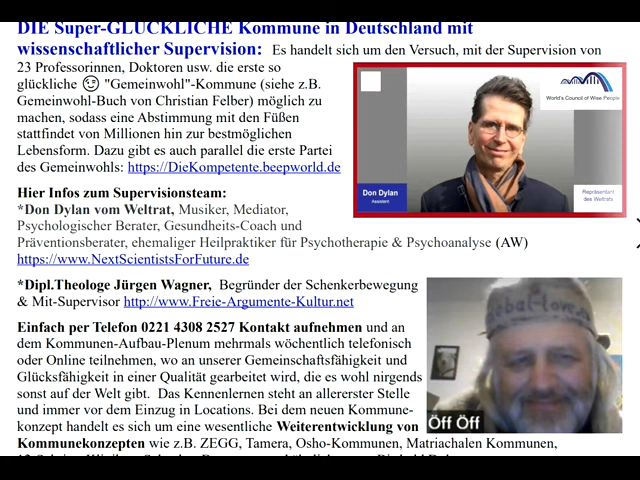 DIE Super-GLÜCKLICHE Kommune in Deutschland mit
wissenschaftlicher Supervision: Es handelt sich um den Versuch, mit der Supervision von
23 Professorinnen, Doktoren usw. die erste so
glückliche 😉 "Gemeinwohl"-Kommune (siehe z.B.
Gemeinwohl-Buch von Christian Felber) möglich zu
machen, sodass eine Abstimmung mit den Füßen
stattfindet von Millionen hin zur bestmöglichen
Lebensform. Dazu gibt es auch parallel die erste Partei
des Gemeinwohls: https://DieKompetente.beepworld.de
World's Council of Wise People
Don Dylan
Assistent
Repräsentant
des Weltrats
Hier Infos zum Supervisionsteam:
*Don Dylan vom Weltrat, Musiker, Mediator,
Psychologischer Berater, Gesundheits-Coach und
Präventionsberater, ehemaliger Heilpraktiker für Psychotherapie & Psychoanalyse (AW)
https://www.NextScientistsForFuture.de
*Dipl.Theologe Jürgen Wagner, Begründer der Schenkerbewegung
& Mit-Supervisor http://www.Freie-Argumente-Kultur.net
Einfach per Telefon 0221 4308 2527 Kontakt aufnehmen und an
dem Kommunen-Aufbau-Plenum mehrmals wöchentlich telefonisch
oder Online teilnehmen, wo an unserer Gemeinschaftsfähigkeit und
Glücksfähigkeit in einer Qualität gearbeitet wird, die es wohl nirgends
sonst auf der Welt gibt. Das Kennenlernen steht an allererster Stelle
und immer vor dem Einzug in Locations. Bei dem neuen Kommune-
konzept handelt es sich um eine wesentliche Weiterentwicklung von
Kommunekonzepten wie z.B. ZEGG, Tamera, Osho-Kommunen, Matriachalen Kommunen,
Öff Öff